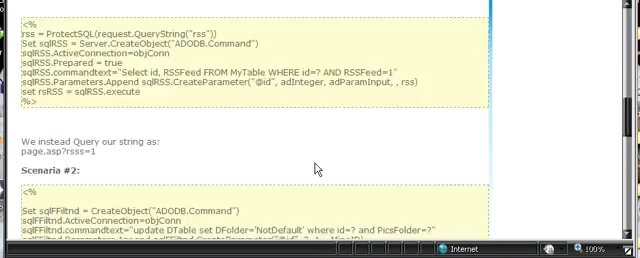 <%
rss = ProtectSQL(request.QueryString("rss"))
Set sqlRSS = Server.CreateObject("ADODB.Command")
sqlRSS.ActiveConnection=objConn
sqlRSS.Prepared = true
sqlRSS.commandtext="Select id, RSSFeed FROM MyTable WHERE id=? AND RSSFeed=1"
sqlRSS.Parameters.Append sqlRSS.CreateParameter("@id", adInteger, adParamInput, , rss)
set rsRSS = sqlRSS.execute
%>
We instead Query our string as:
page.asp?rsss=1
Scenaria #2:
<%
Set sqlFFiltnd = CreateObject("ADODB.Command")
sqlFFiltnd.ActiveConnection=objConn
sqlFFiltnd.commandtext="update DTable set DFolder='NotDefault' where id=? and PicsFolder=?"
Internet
100%